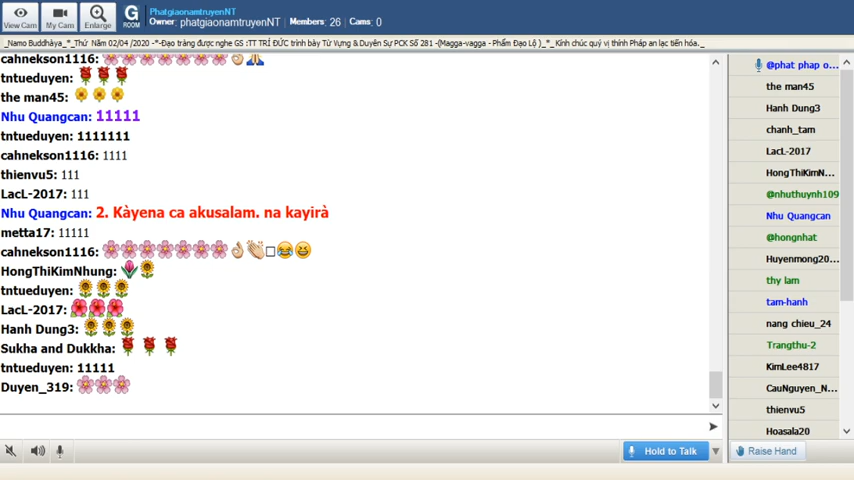 View Cam
My Cam
Enlarge
G
ROOM
PhatgiaonamtruyenNT
Owner: phatgiaonamtruyenNT | Members: 26 | Cams: 0
_Namo Buddhàya_*_Thứ Năm 02/04 /2020 -*-Đạo tràng được nghe GS :TT TRÍ ĐỨC trình bày Từ Vựng & Duyên Sự PCK Số 281 -(Magga-vagga - Phẩm Đạo Lộ )_*_ Kính chúc quý vị thính Pháp an lạc tiến hóa._
cahnekson1116:
tntueduyen:
the man45:
Nhu Quangcan: 11111
tntueduyen: 1111111
cahnekson1116: 1111
thienvu5: 111
LacL-2017: 111
Nhu Quangcan: 2. Kàyena ca akusalam. na kayirà
metta17: 11111
cahnekson1116:
HongThiKimNhung:
tntueduyen:
LacL-2017:
Hanh Dung3:
Sukha and Dukkha:
tntueduyen: 11111
Duyen_319:
@phat phap o...
the man45
Hanh Dung3
chanh_tam
LacL-2017
HongThiKimN...
@nhuthuynh109
Nhu Quangcan
@hongnhat
Huyenmong20...
thy lam
tam-hanh
nang chieu_24
Trangthu-2
KimLee4817
CauNguyen_N...
thienvu5
Hoasala20
Hold to Talk
Raise Hand